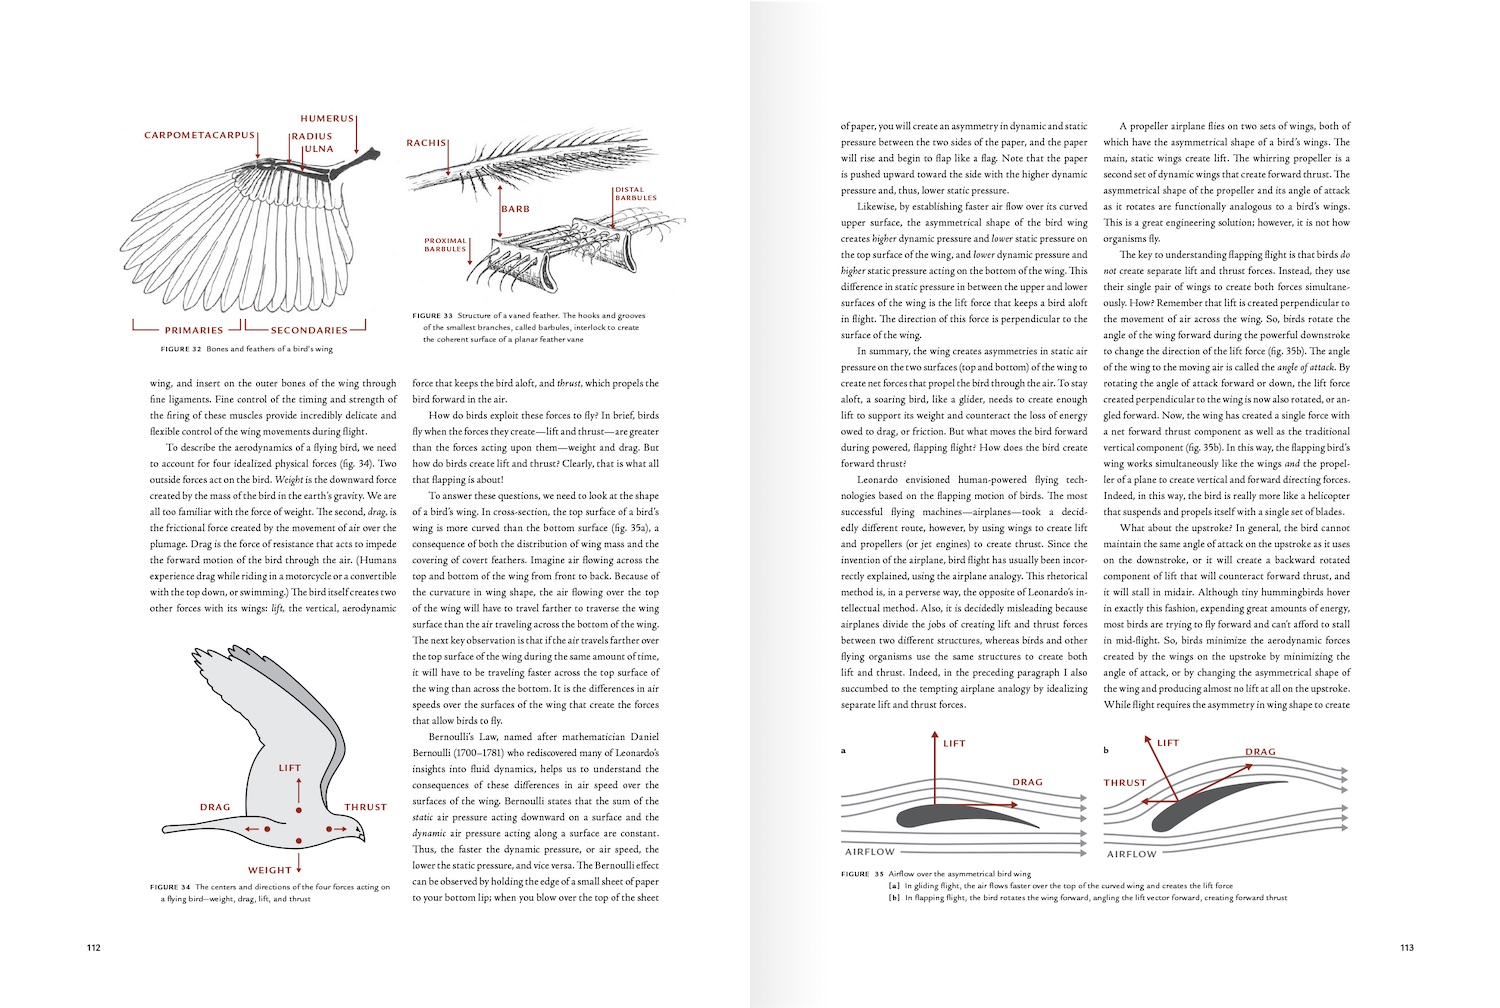 HUMERUS
CARPOMETACARPUS
RADIUS
ULNA
PRIMARIES
SECONDARIES
FIGURE 32 Bones and feathers of a bird's wing
RACHIS
DISTAL
BARBULES
BARB
PROXIMAL
BARBULES
FIGURE 33 Structure of a vaned feather. The hooks and grooves
of the smallest branches, called barbules, interlock to create
the coherent surface of a planar feather vane
wing, and insert on the outer bones of the wing through
fine ligaments. Fine control of the timing and strength of
the firing of these muscles provide incredibly delicate and
flexible control of the wing movements during flight.
To describe the aerodynamics of a flying bird, we need
to account for four idealized physical forces (fig. 34). Two
outside forces act on the bird. Weight is the downward force
created by the mass of the bird in the earth's gravity. We are
all too familiar with the force of weight. The second, drag, is
the frictional force created by the movement of air over the
plumage. Drag is the force of resistance that acts to impede
the forward motion of the bird through the air. (Humans
experience drag while riding in a motorcycle or a convertible
with the top down, or swimming.) The bird itself creates two
other forces with its wings: lift, the vertical, aerodynamic
LIFT
DRAG
THRUST
WEIGHT
FIGURE 34 The centers and directions of the four forces acting on
a flying bird—weight, drag, lift, and thrust
force that keeps the bird aloft, and thrust, which propels the
bird forward in the air.
How do birds exploit these forces to fly? In brief, birds
fly when the forces they create—lift and thrust—are greater
than the forces acting upon them—weight and drag. But
how do birds create lift and thrust? Clearly, that is what all
that flapping is about!
To answer these questions, we need to look at the shape
of a bird's wing. In cross-section, the top surface of a bird's
wing is more curved than the bottom surface (fig. 35a), a
consequence of both the distribution of wing mass and the
covering of covert feathers. Imagine air flowing across the
top and bottom of the wing from front to back. Because of
the curvature in wing shape, the air flowing over the top
of the wing will have to travel farther to traverse the wing
surface than the air traveling across the bottom of the wing.
The next key observation is that if the air travels farther over
the top surface of the wing during the same amount of time,
it will have to be traveling faster across the top surface of
the wing than across the bottom. It is the differences in air
speeds over the surfaces of the wing that create the forces
that allow birds to fly.
Bernoulli's Law, named after mathematician Daniel
Bernoulli (1700–1781) who rediscovered many of Leonardo's
insights into fluid dynamics, helps us to understand the
consequences of these differences in air speed over the
surfaces of the wing. Bernoulli states that the sum of the
static air pressure acting downward on a surface and the
dynamic air pressure acting along a surface are constant.
Thus, the faster the dynamic pressure, or air speed, the
lower the static pressure, and vice versa. The Bernoulli effect
can be observed by holding the edge of a small sheet of paper
to your bottom lip; when you blow over the top of the sheet
112
of paper, you will create an asymmetry in dynamic and static
pressure between the two sides of the paper, and the paper
will rise and begin to flap like a flag. Note that the paper
is pushed upward toward the side with the higher dynamic
pressure and, thus, lower static pressure.
Likewise, by establishing faster air flow over its curved
upper surface, the asymmetrical shape of the bird wing
creates higher dynamic pressure and lower static pressure on
the top surface of the wing, and lower dynamic pressure and
higher static pressure acting on the bottom of the wing. This
difference in static pressure in between the upper and lower
surfaces of the wing is the lift force that keeps a bird aloft
in flight. The direction of this force is perpendicular to the
surface of the wing.
In summary, the wing creates asymmetries in static air
pressure on the two surfaces (top and bottom) of the wing to
create net forces that propel the bird through the air. To stay
aloft, a soaring bird, like a glider, needs to create enough
lift to support its weight and counteract the loss of energy
owed to drag, or friction. But what moves the bird forward
during powered, flapping flight? How does the bird create
forward thrust?
Leonardo envisioned human-powered flying tech-
nologies based on the flapping motion of birds. The most
successful flying machines—airplanes—took a decid-
edly different route, however, by using wings to create lift
and propellers (or jet engines) to create thrust. Since the
invention of the airplane, bird flight has usually been incor-
rectly explained, using the airplane analogy. This rhetorical
method is, in a perverse way, the opposite of Leonardo's in-
tellectual method. Also, it is decidedly misleading because
airplanes divide the jobs of creating lift and thrust forces
between two different structures, whereas birds and other
flying organisms use the same structures to create both
lift and thrust. Indeed, in the preceding paragraph I also
succumbed to the tempting airplane analogy by idealizing
separate lift and thrust forces.
A propeller airplane flies on two sets of wings, both of
which have the asymmetrical shape of a bird's wings. The
main, static wings create lift. The whirring propeller is a
second set of dynamic wings that create forward thrust. The
asymmetrical shape of the propeller and its angle of attack
as it rotates are functionally analogous to a bird's wings.
This is a great engineering solution; however, it is not how
organisms fly.
The key to understanding flapping flight is that birds do
not create separate lift and thrust forces. Instead, they use
their single pair of wings to create both forces simultane-
ously. How? Remember that lift is created perpendicular to
the movement of air across the wing. So, birds rotate the
angle of the wing forward during the powerful downstroke
to change the direction of the lift force (fig. 35b). The angle
of the wing to the moving air is called the angle of attack. By
rotating the angle of attack forward or down, the lift force
created perpendicular to the wing is now also rotated, or an-
gled forward. Now, the wing has created a single force with
a net forward thrust component as well as the traditional
vertical component (fig. 35b). In this way, the flapping bird's
wing works simultaneously like the wings and the propel-
ler of a plane to create vertical and forward directing forces.
Indeed, in this way, the bird is really more like a helicopter
that suspends and propels itself with a single set of blades.
What about the upstroke? In general, the bird cannot
maintain the same angle of attack on the upstroke as it uses
on the downstroke, or it will create a backward rotated
component of lift that will counteract forward thrust, and
it will stall in midair. Although tiny hummingbirds hover
in exactly this fashion, expending great amounts of energy,
most birds are trying to fly forward and can't afford to stall
in mid-flight. So, birds minimize the aerodynamic forces
created by the wings on the upstroke by minimizing the
angle of attack, or by changing the asymmetrical shape of
the wing and producing almost no lift at all on the upstroke.
While flight requires the asymmetry in wing shape to create
a
LIFT
DRAG
AIRFLOW
b
LIFT
DRAG
THRUST
AIRFLOW
FIGURE 35 Airflow over the asymmetrical bird wing
[a] In gliding flight, the air flows faster over the top of the curved wing and creates the lift force
[b] In flapping flight, the bird rotates the wing forward, angling the lift vector forward, creating forward thrust
113